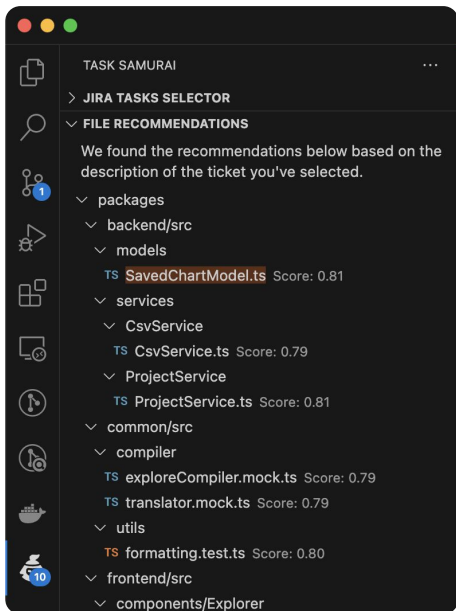 TASK SAMURAI ...
JIRA TASKS SELECTOR
FILE RECOMMENDATIONS
We found the recommendations below based on the
description of the ticket you've selected.
packages
backend/src
models
TS SavedChartModel.ts Score: 0.81
services
CsvService
TS CsvService.ts Score: 0.79
ProjectService
TS ProjectService.ts Score: 0.81
common/src
compiler
TS exploreCompiler.mock.ts Score: 0.79
TS translator.mock.ts Score: 0.79
utils
TS formatting.test.ts Score: 0.80
frontend/src
components/Explorer
1
10